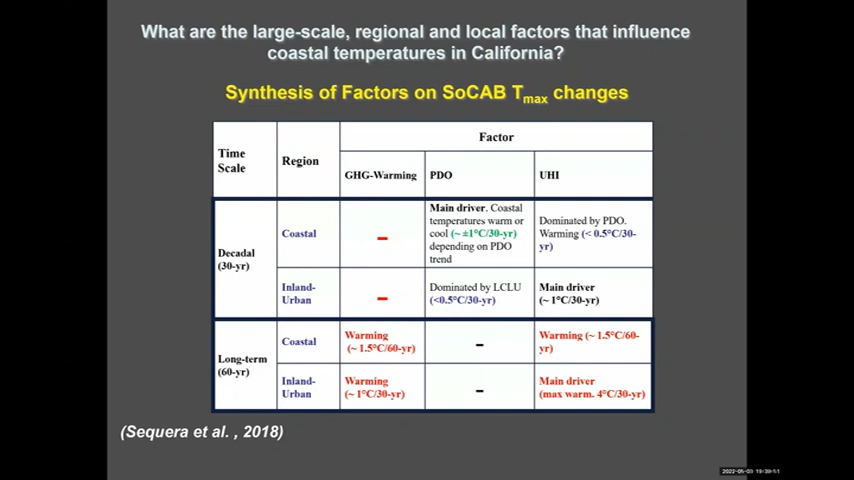 What are the large-scale, regional and local factors that influence
coastal temperatures in California?
Synthesis of Factors on SoCAB Tmax changes
Time
Scale
Region
Factor
GHG-Warming
PDO
UHI
Decadal
(30-yr)
Coastal
–
Main driver. Coastal
temperatures warm or
cool (~ ±1°C/30-yr)
depending on PDO
trend
Dominated by PDO.
Warming (< 0.5°C/30-
yr)
Inland-
Urban
–
Dominated by LCLU
(<0.5°C/30-yr)
Main driver
(~ 1°C/30-yr)
Long-term
(60-yr)
Coastal
Warming
(~ 1.5°C/60-yr)
-
Warming (~ 1.5°C/60-
yr)
Inland-
Urban
Warming
(~ 1°C/30-yr)
-
Main driver
(max warm. 4°C/30-yr)
(Sequera et al. , 2018)